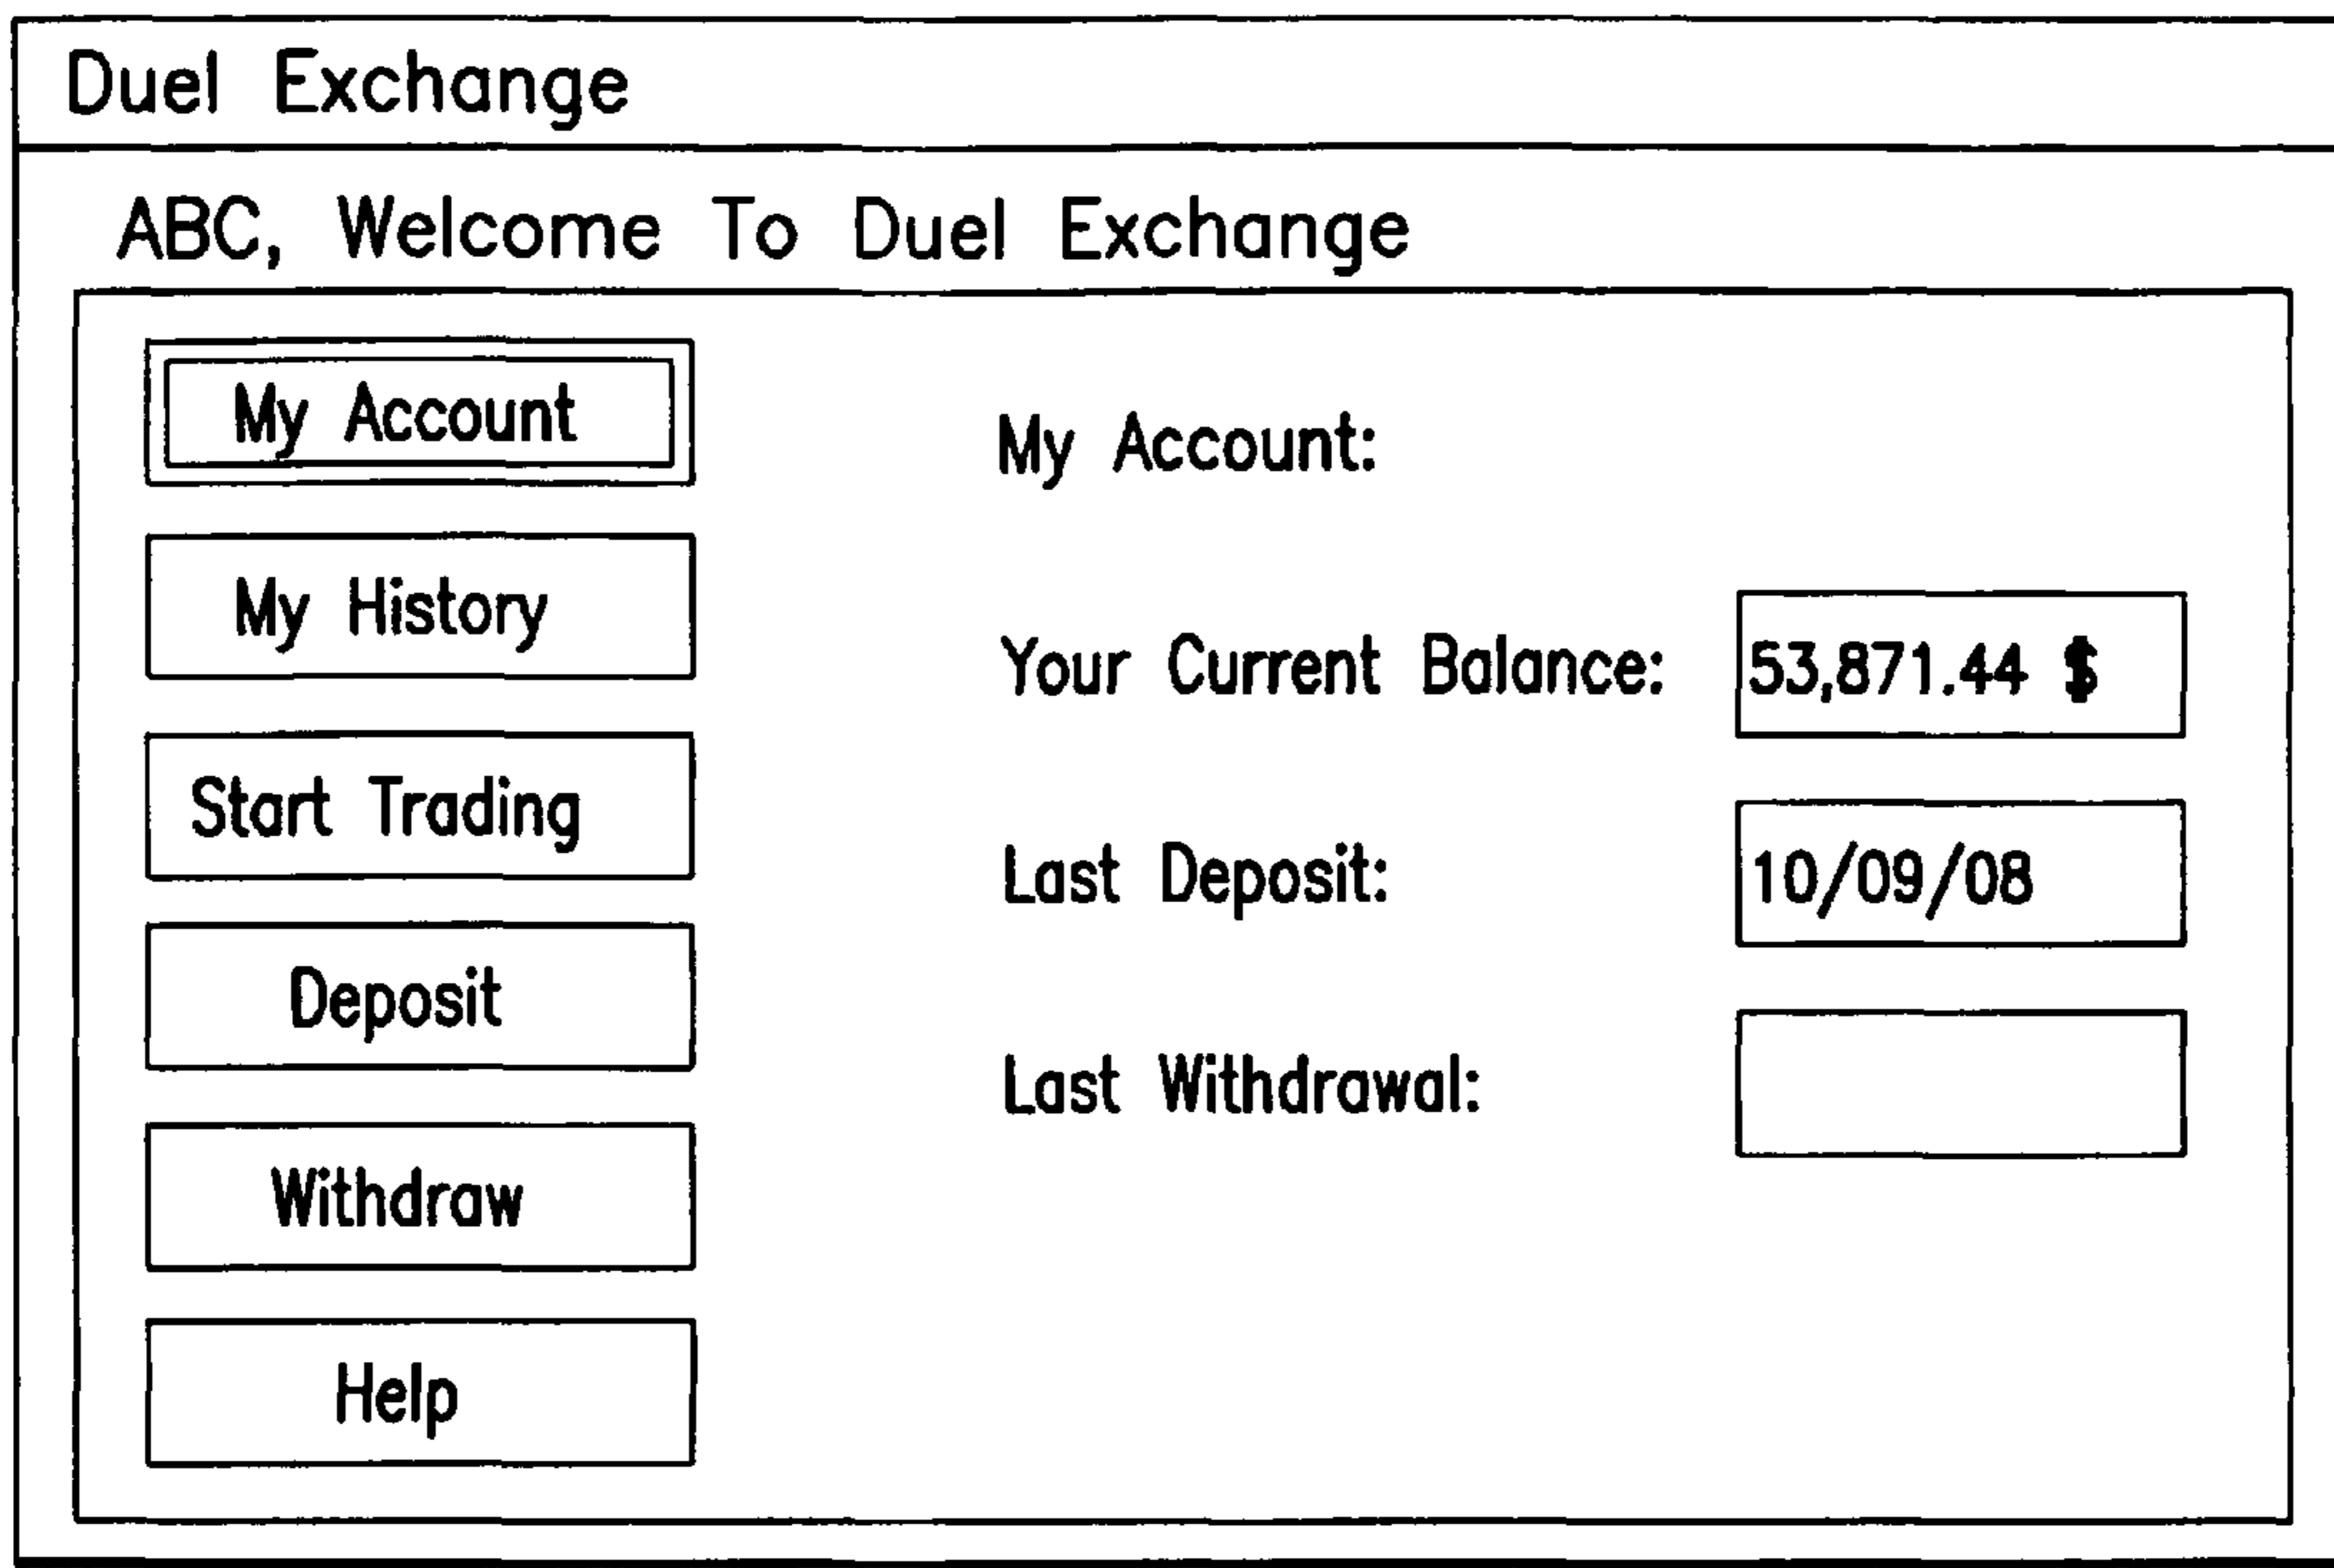 Duel Exchange
ABC, Welcome To Duel Exchange
My Account
My History
Start Trading
Deposit
Withdraw
Help
My Account:
Your Current Balance: 53,871.44 $
Last Deposit: 10/09/08
Last Withdrawal: